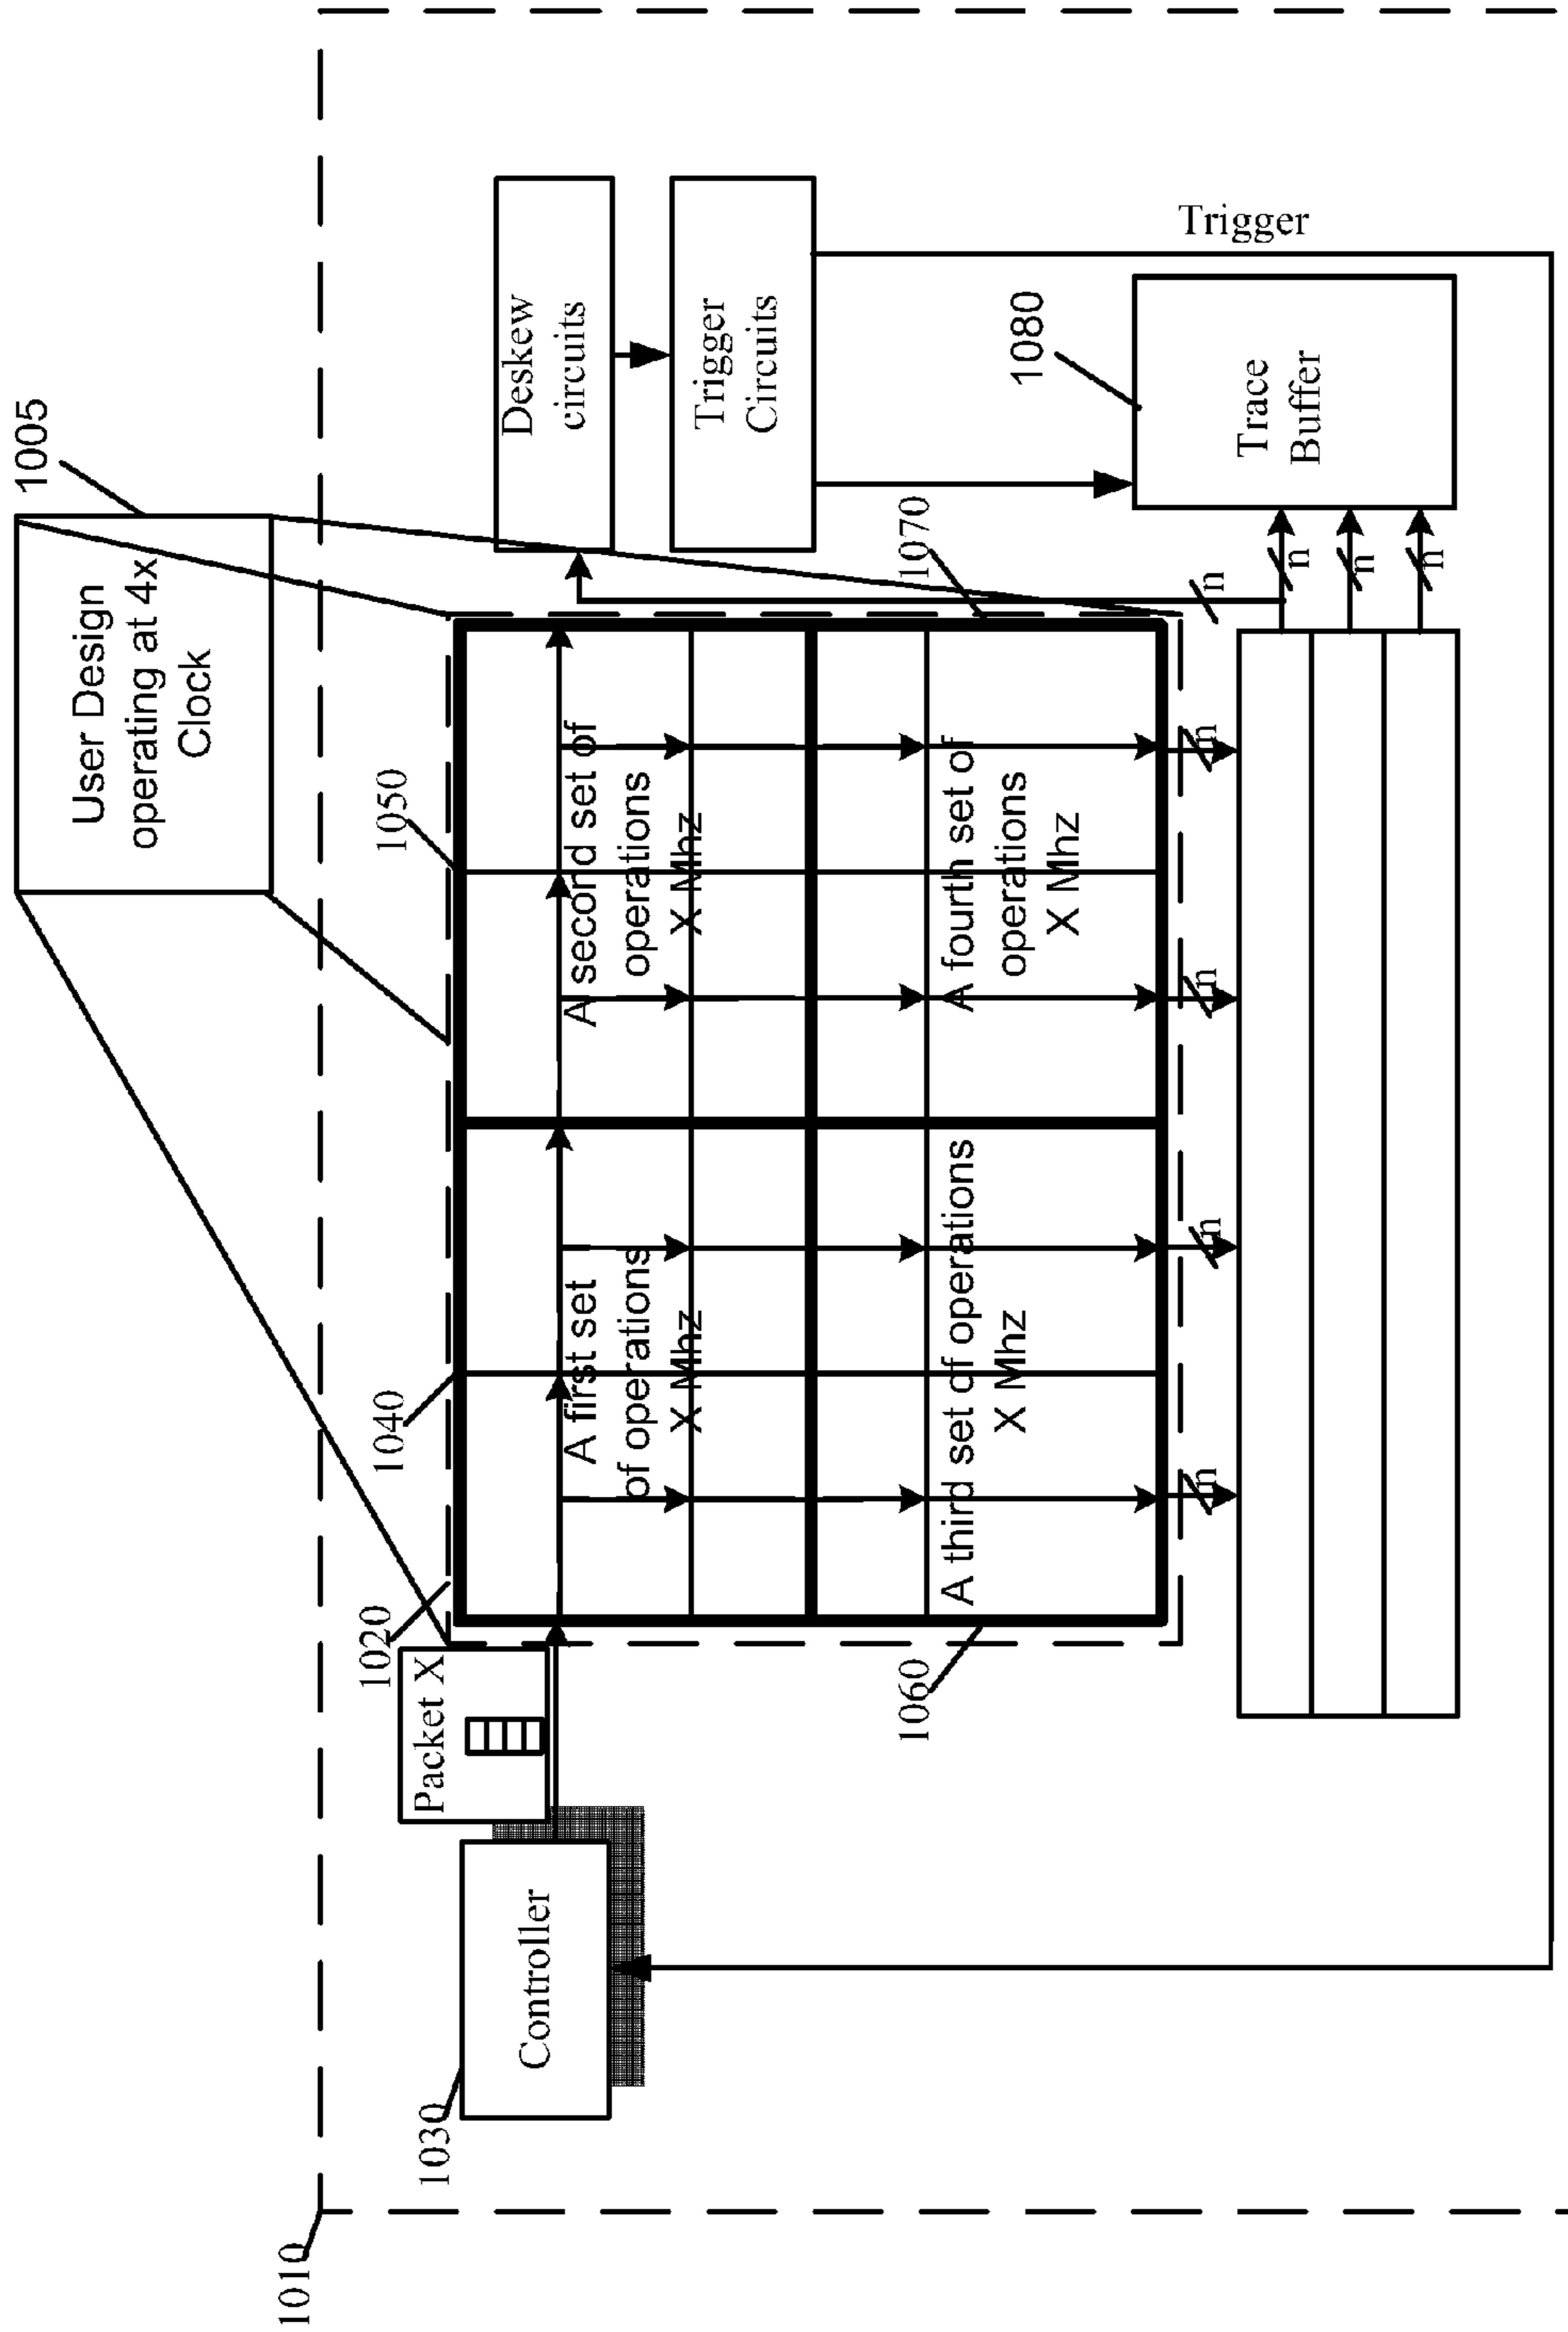 1005
User Design
operating at 4x
Clock
1010
1020
1030
1040
1050
Packet X
Controller
A first set
of operations
X Mhz
A second set of
operations
X Mhz
Deskew
circuits
Trigger
Circuits
1060
1070
A third set of operations
X Mhz
A fourth set of
operations
X Mhz
1080
Trace
Buffer
Trigger
n
n
n
n
n
n
n
n